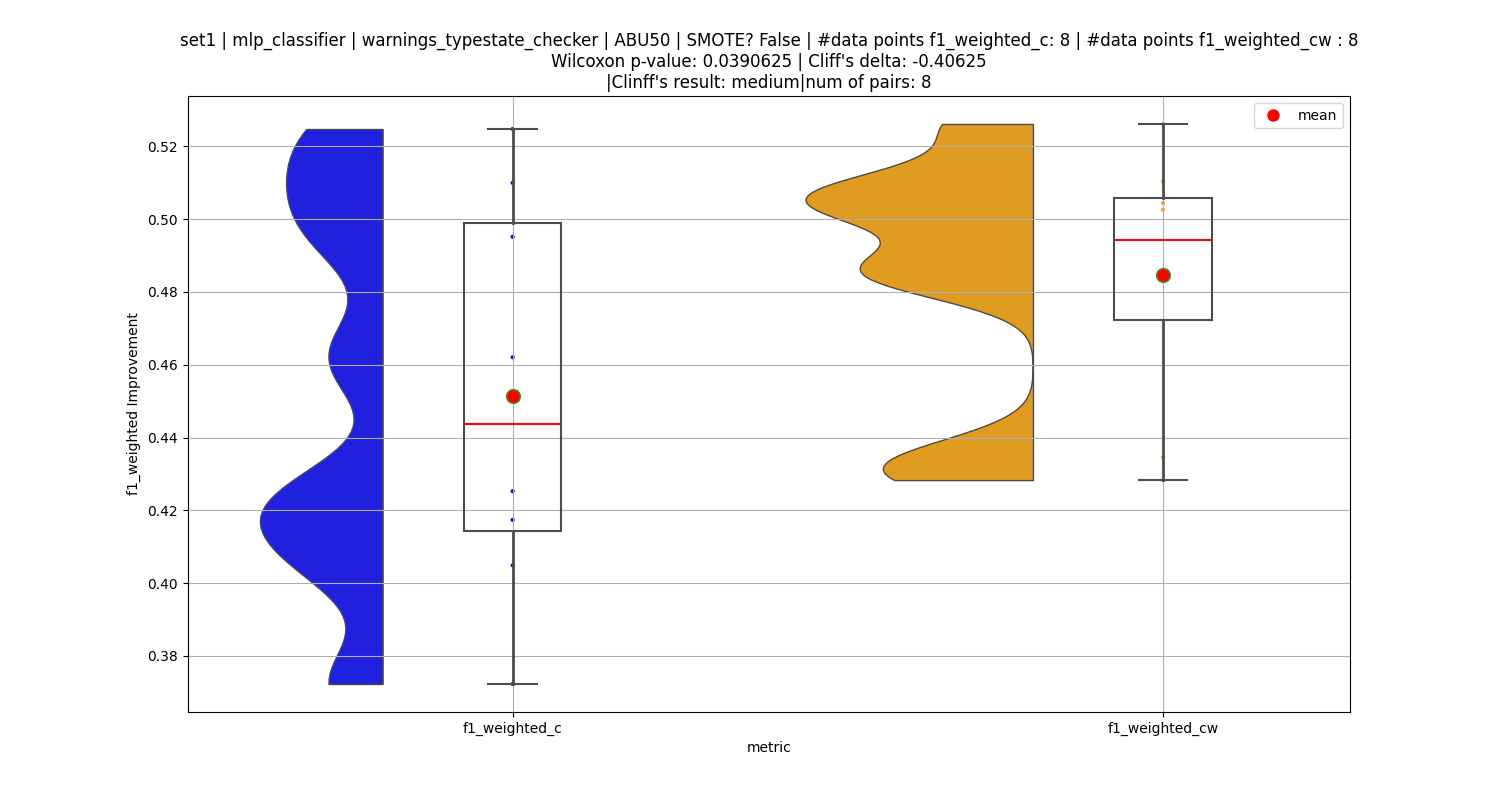 set1 | mlp_classifier | warnings_typestate_checker | ABU50 | SMOTE? False | #data points f1_weighted_c: 8 | #data points f1_weighted_cw : 8
Wilcoxon p-value: 0.0390625 | Cliff's delta: -0.40625
|Clinff's result: medium|num of pairs: 8
mean
0.52
0.50
0.48
0.46
0.44
0.42
0.40
0.38
f1_weighted Improvement
f1_weighted_c
f1_weighted_cw
metric